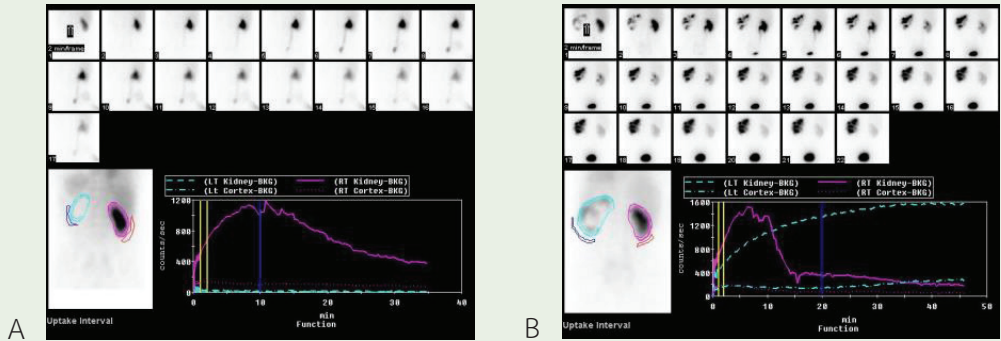 2 min/frame
1 2 3 4 5 6 7 8
9 10 11 12 13 14 15 16
17
(LT Kidney-BKG) (RT Kidney-BKG)
(Lt Cortex-BKG) (RT Cortex-BKG)
1200
800
400
0
counts/sec
0 10 20 30 40
min
Function
Uptake Interval
A
2 min/frame
1 2 3 4 5 6 7 8
9 10 11 12 13 14 15 16
17 18 19 20 21 22
(LT Kidney-BKG) (RT Kidney-BKG)
(Lt Cortex-BKG) (RT Cortex-BKG)
1600
1200
800
400
0
counts/sec
0 10 20 30 40 50
min
Function
Uptake Interval
B